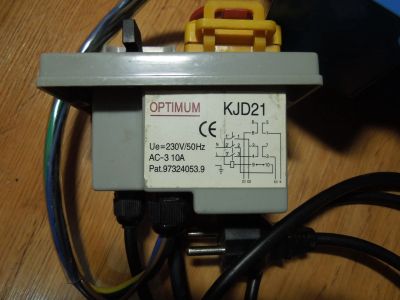 OPTIMUM KJD21
CE
Ue=230V/50Hz
AC-3 10A
Pat.97324053.9